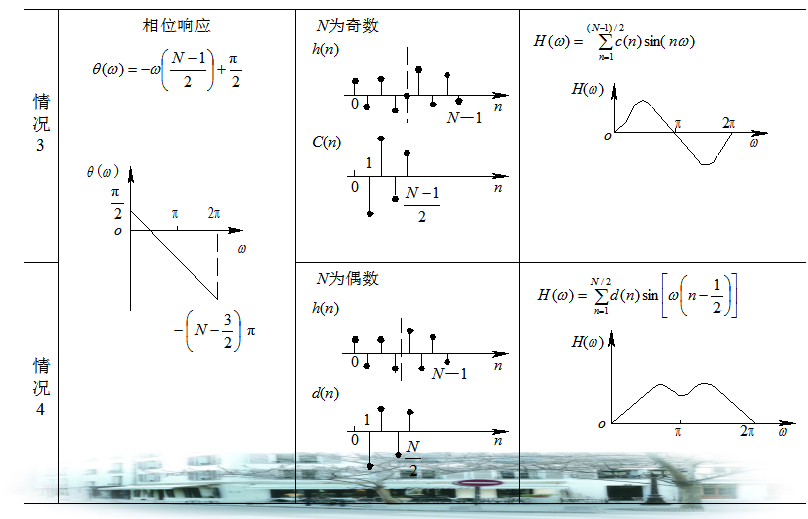 相位响应
θ(ω)=−ω((N−1)/2)+π/2
N为奇数
h(n)
0
N−1
n
C(n)
1
0
(N−1)/2
n
H(ω)=∑_{n=1}^{(N−1)/2} c(n)sin(nω)
H(ω)
o
π
2π
ω
情况3
θ(ω)
π/2
o
π
2π
ω
−(N−3/2)π
情况4
N为偶数
h(n)
0
N−1
n
d(n)
1
0
N/2
n
H(ω)=∑_{n=1}^{N/2} d(n)sin[ω(n−1/2)]
H(ω)
o
π
2π
ω